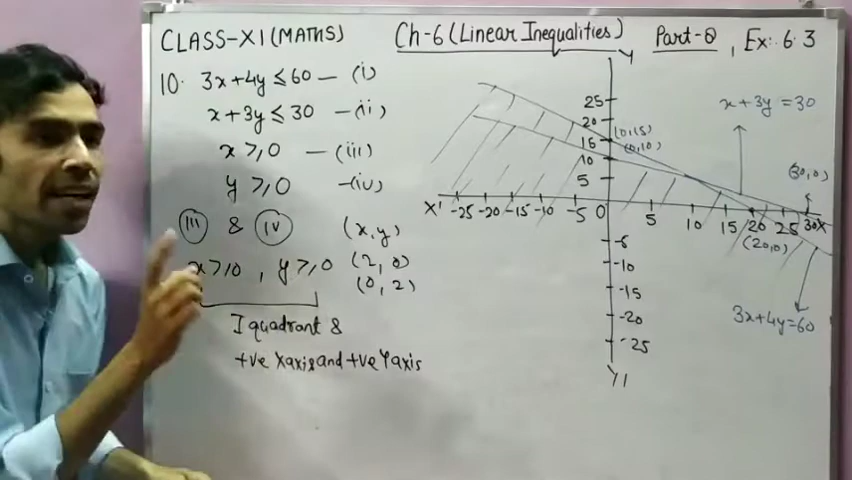 CLASS-XI (MATHS) Ch-6 (Linear Inequalities) Part-8, Ex:-6.3
10. 3x+4y≤60 — (i)
x+3y≤30 —(ii)
x>,0 —(iii)
y>,0 —(iv)
(III) & (IV) (x,y)
x>,0 , y>,0 (2,0)
(0,2)
I quadrant &
+ve Xaxis and +ve Yaxis
Y
25
20
15
10
5
(0,15)
(0,10)
x+3y=30
(30,0)
X' -25 -20 -15 -10 -5 0 5 10 15 20 25 30 X
(20,0)
-5
-10
-15
-20
-25
Y'
3x+4y=60